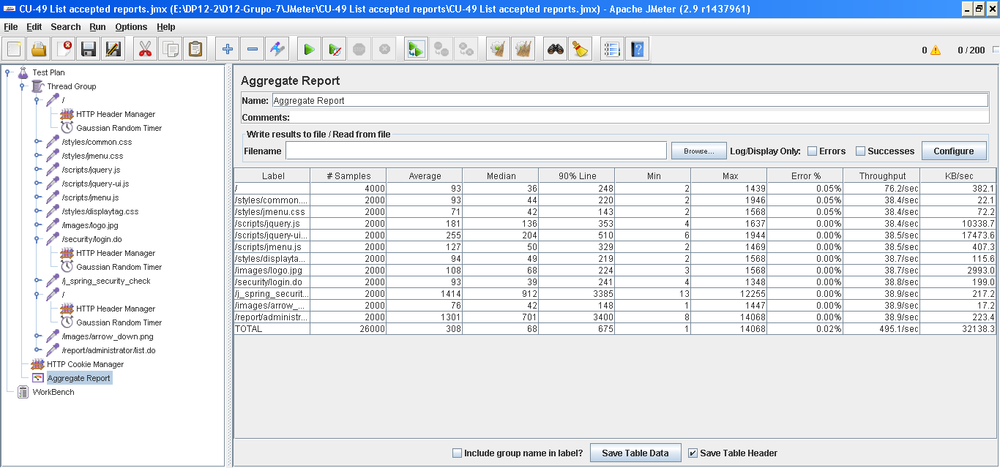 CU-49 List accepted reports.jmx (E:\DP12-2\D12-Grupo-7\JMeter\CU-49 List accepted reports\CU-49 List accepted reports.jmx) - Apache JMeter (2.9 r1437961)
File Edit Search Run Options Help
0 0 / 200
Test Plan
Thread Group
/
HTTP Header Manager
Gaussian Random Timer
/styles/common.css
/styles/jmenu.css
/scripts/jquery.js
/scripts/jquery-ui.js
/scripts/jmenu.js
/styles/displaytag.css
/images/logo.jpg
/security/login.do
HTTP Header Manager
Gaussian Random Timer
/j_spring_security_check
/
HTTP Header Manager
Gaussian Random Timer
/images/arrow_down.png
/report/administrator/list.do
HTTP Cookie Manager
Aggregate Report
WorkBench
Aggregate Report
Name: Aggregate Report
Comments:
Write results to file / Read from file
Filename Browse... Log/Display Only: Errors Successes Configure
Label # Samples Average Median 90% Line Min Max Error % Throughput KB/sec
/ 4000 93 36 248 2 1439 0.05% 76.2/sec 382.1
/styles/common.... 2000 93 44 220 2 1946 0.05% 38.4/sec 22.1
/styles/jmenu.css 2000 71 42 143 2 1568 0.00% 38.4/sec 72.2
/scripts/jquery.js 2000 181 136 353 4 1637 0.00% 38.4/sec 10338.7
/scripts/jquery-ui... 2000 255 204 510 6 1944 0.00% 38.5/sec 17473.6
/scripts/jmenu.js 2000 127 50 329 2 1469 0.00% 38.5/sec 407.3
/styles/displayta... 2000 94 49 219 2 1568 0.00% 38.7/sec 115.6
/images/logo.jpg 2000 108 68 224 3 1568 0.00% 38.7/sec 2993.0
/security/login.do 2000 93 39 241 4 1348 0.00% 38.8/sec 199.0
/j_spring_securit... 2000 1414 912 3385 13 12255 0.00% 38.9/sec 217.2
/images/arrow_... 2000 76 42 148 1 1447 0.00% 38.9/sec 17.2
/report/administr... 2000 1301 701 3400 8 14068 0.00% 38.9/sec 223.4
TOTAL 26000 308 68 675 1 14068 0.02% 495.1/sec 32138.3
Include group name in label? Save Table Data Save Table Header